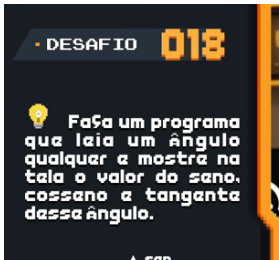 DESAFIO 018
Faça um programa
que leia um ângulo
qualquer e mostre na
tela o valor do seno,
cosseno e tangente
desse ângulo.